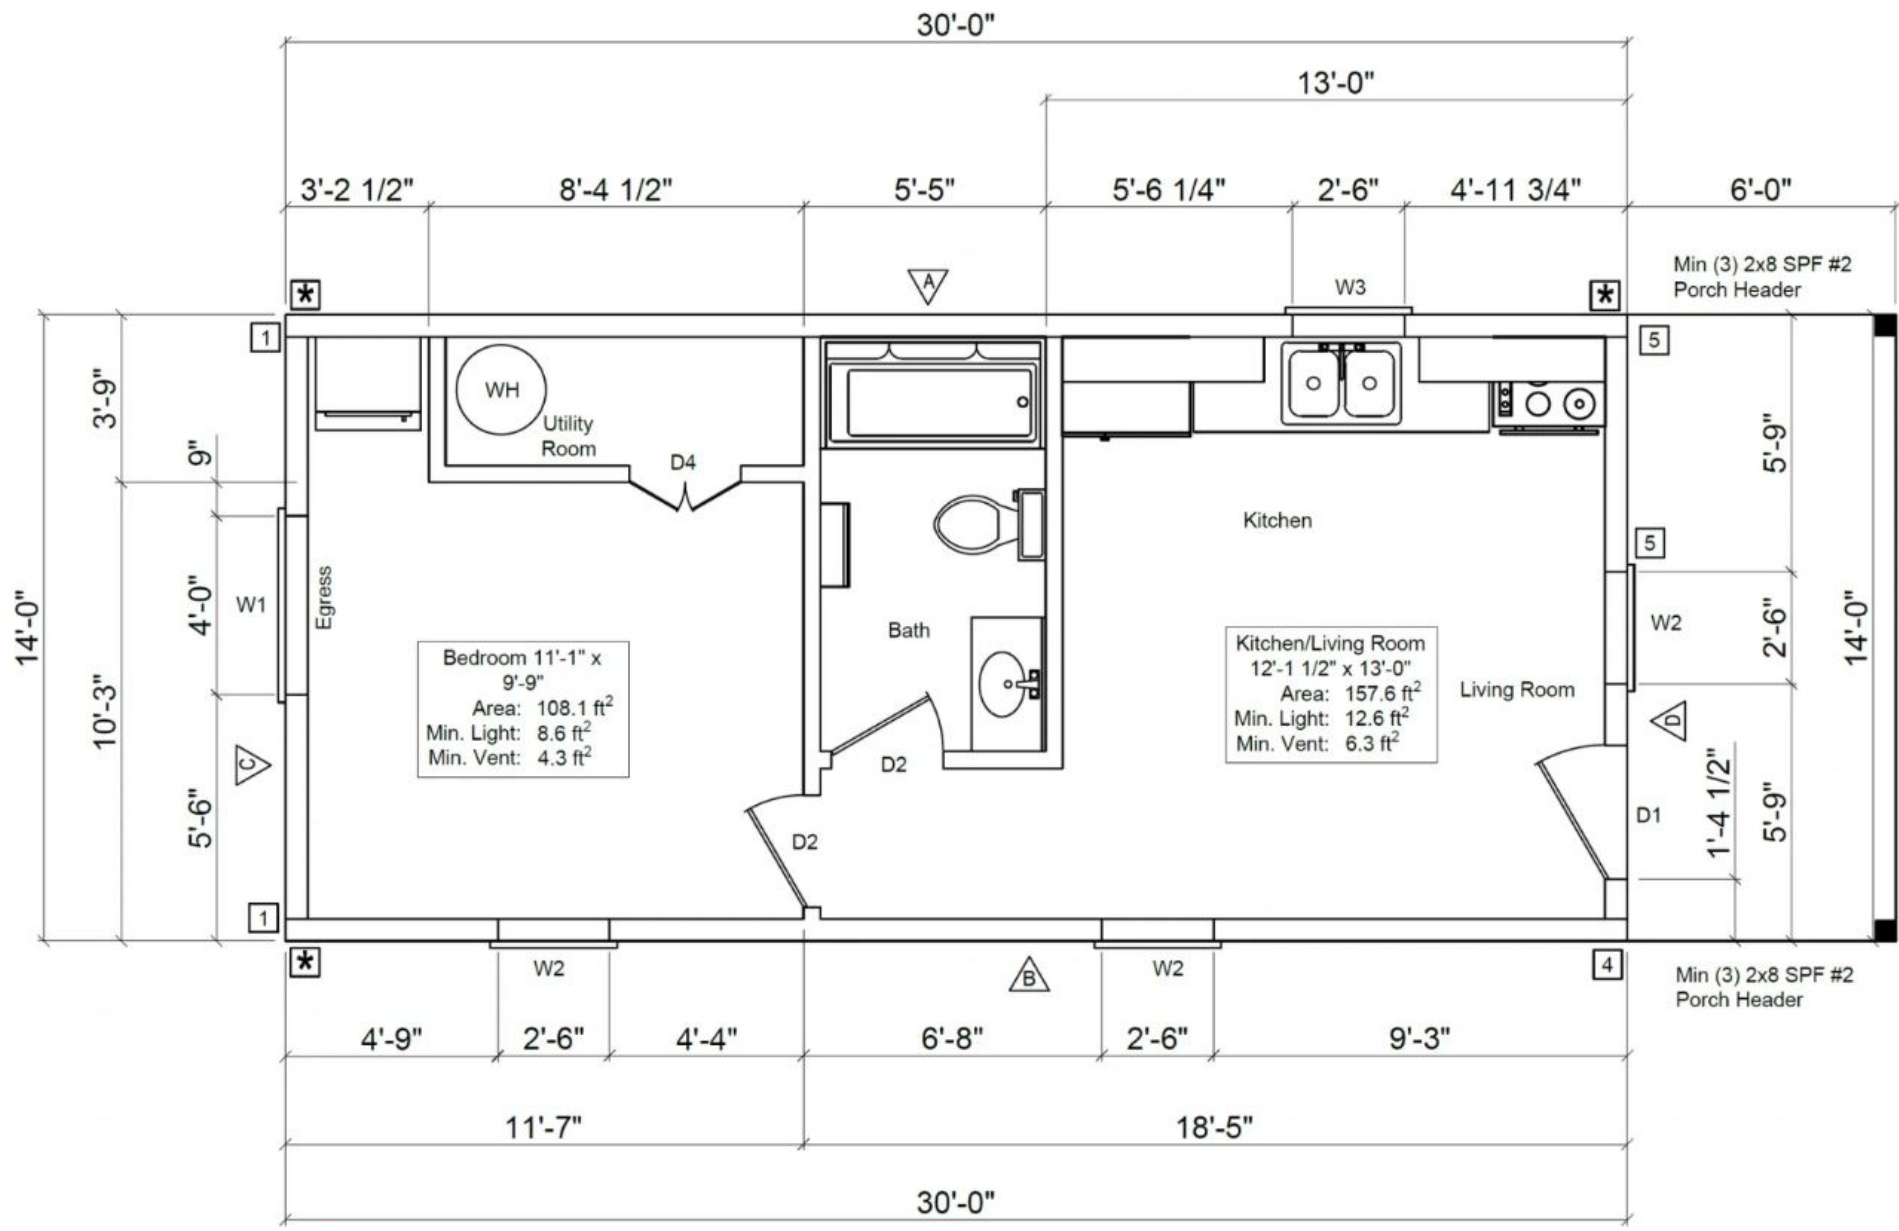 30'-0"
13'-0"
3'-2 1/2"
8'-4 1/2"
5'-5"
5'-6 1/4"
2'-6"
4'-11 3/4"
6'-0"
Min (3) 2x8 SPF #2
Porch Header
A
W3
*
*
1
5
14'-0"
3'-9"
9"
4'-0"
10'-3"
5'-6"
WH
Utility
Room
D4
W1
Egress
C
Bedroom 11'-1" x
9'-9"
Area: 108.1 ft²
Min. Light: 8.6 ft²
Min. Vent: 4.3 ft²
Bath
D2
D2
Kitchen
Kitchen/Living Room
12'-1 1/2" x 13'-0"
Area: 157.6 ft²
Min. Light: 12.6 ft²
Min. Vent: 6.3 ft²
Living Room
5
W2
D
D1
5'-9"
2'-6"
1'-4 1/2"
5'-9"
14'-0"
1
*
W2
B
W2
4
Min (3) 2x8 SPF #2
Porch Header
4'-9"
2'-6"
4'-4"
6'-8"
2'-6"
9'-3"
11'-7"
18'-5"
30'-0"